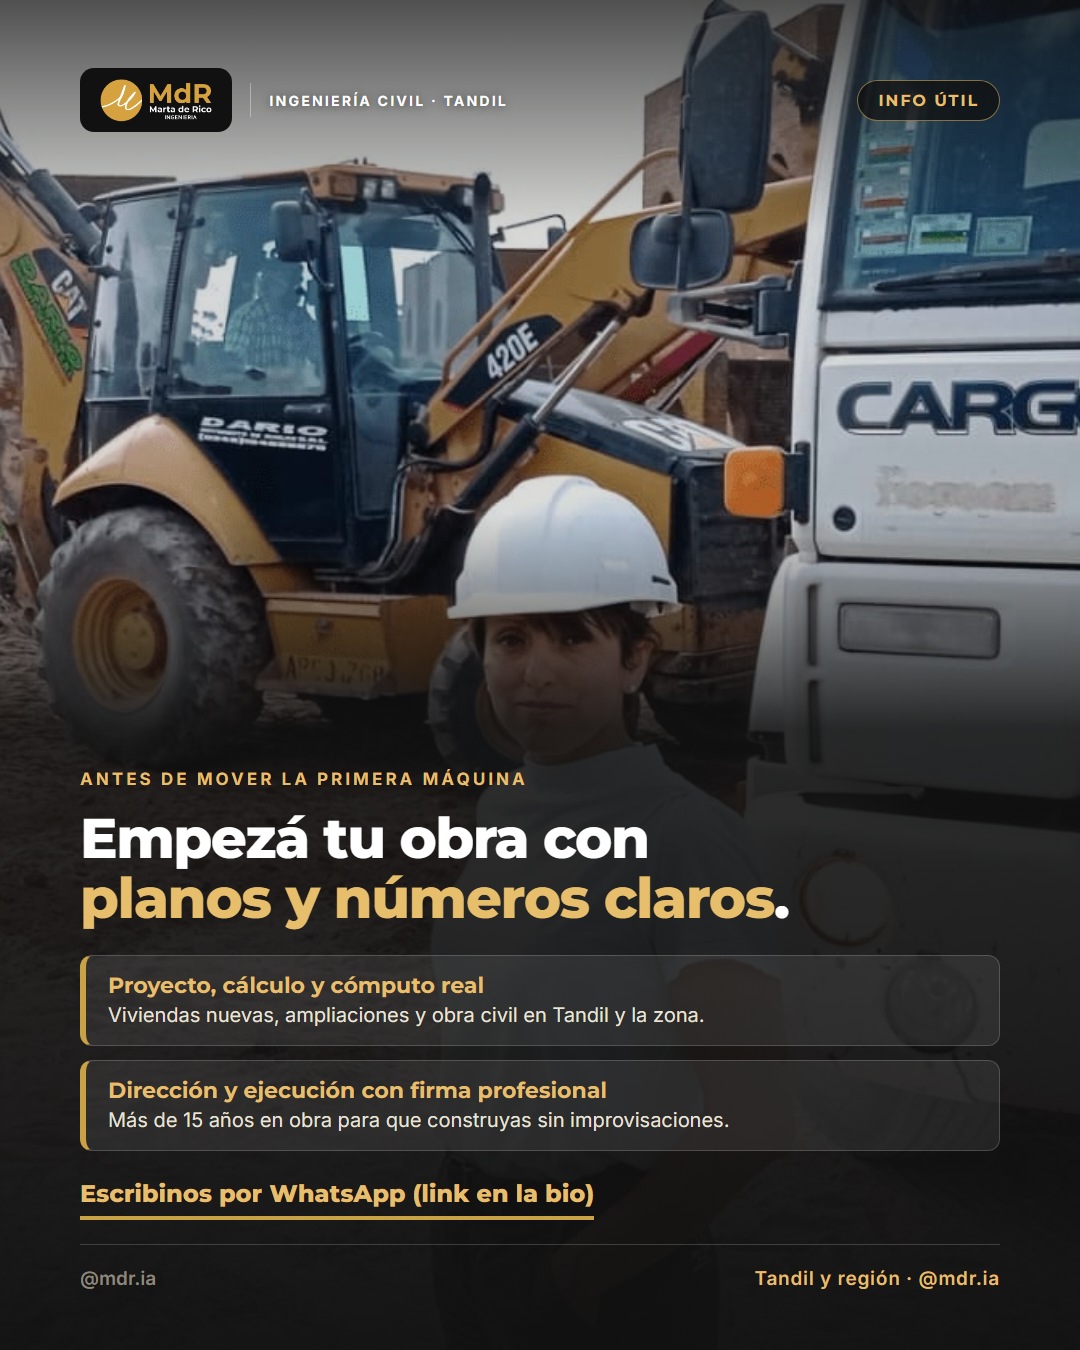 MdR
Marta de Rico
INGENIERIA
INGENIERÍA CIVIL · TANDIL
INFO ÚTIL
CAT
420E
DARIO
CAT
CARG
ANTES DE MOVER LA PRIMERA MÁQUINA
Empezá tu obra con
planos y números claros.
Proyecto, cálculo y cómputo real
Viviendas nuevas, ampliaciones y obra civil en Tandil y la zona.
Dirección y ejecución con firma profesional
Más de 15 años en obra para que construyas sin improvisaciones.
Escribinos por WhatsApp (link en la bio)
@mdr.ia
Tandil y región · @mdr.ia